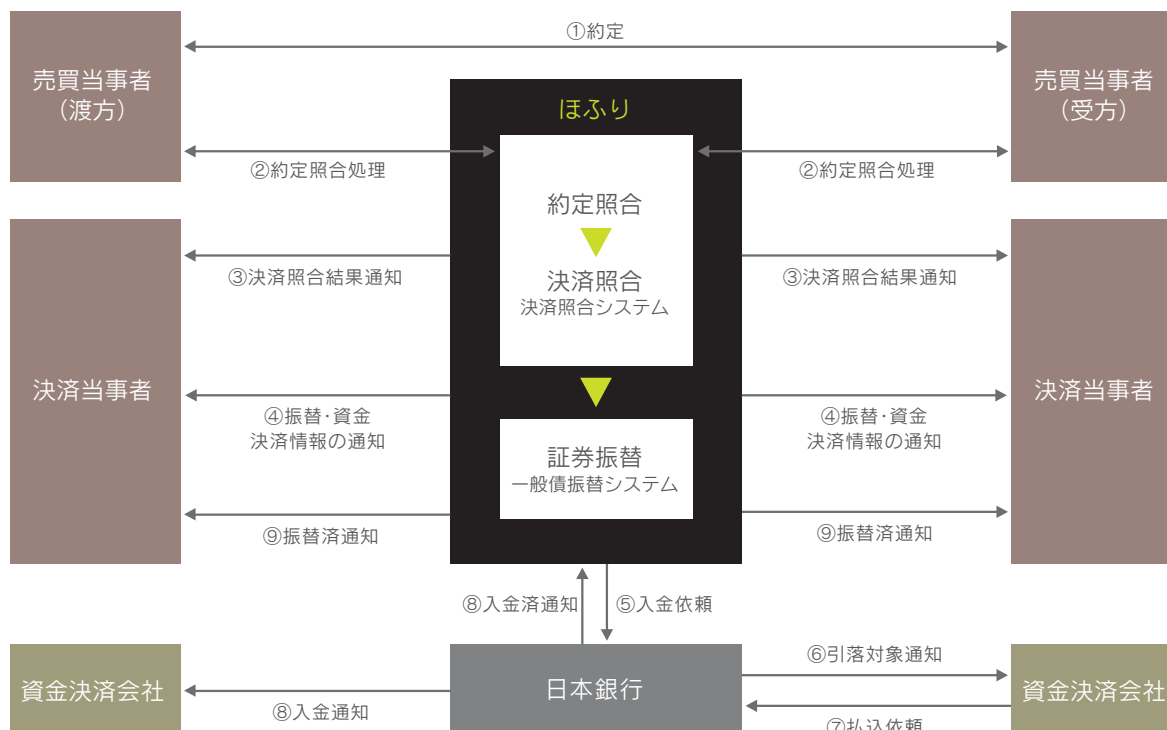 ①約定
売買当事者
（渡方）
ほふり
売買当事者
（受方）
②約定照合処理
②約定照合処理
約定照合
③決済照合結果通知
決済照合
決済照合システム
③決済照合結果通知
決済当事者
④振替・資金
決済情報の通知
④振替・資金
決済情報の通知
決済当事者
証券振替
一般債振替システム
⑨振替済通知
⑨振替済通知
⑧入金済通知
⑤入金依頼
資金決済会社
⑧入金通知
日本銀行
⑥引落対象通知
⑦払込依頼
資金決済会社